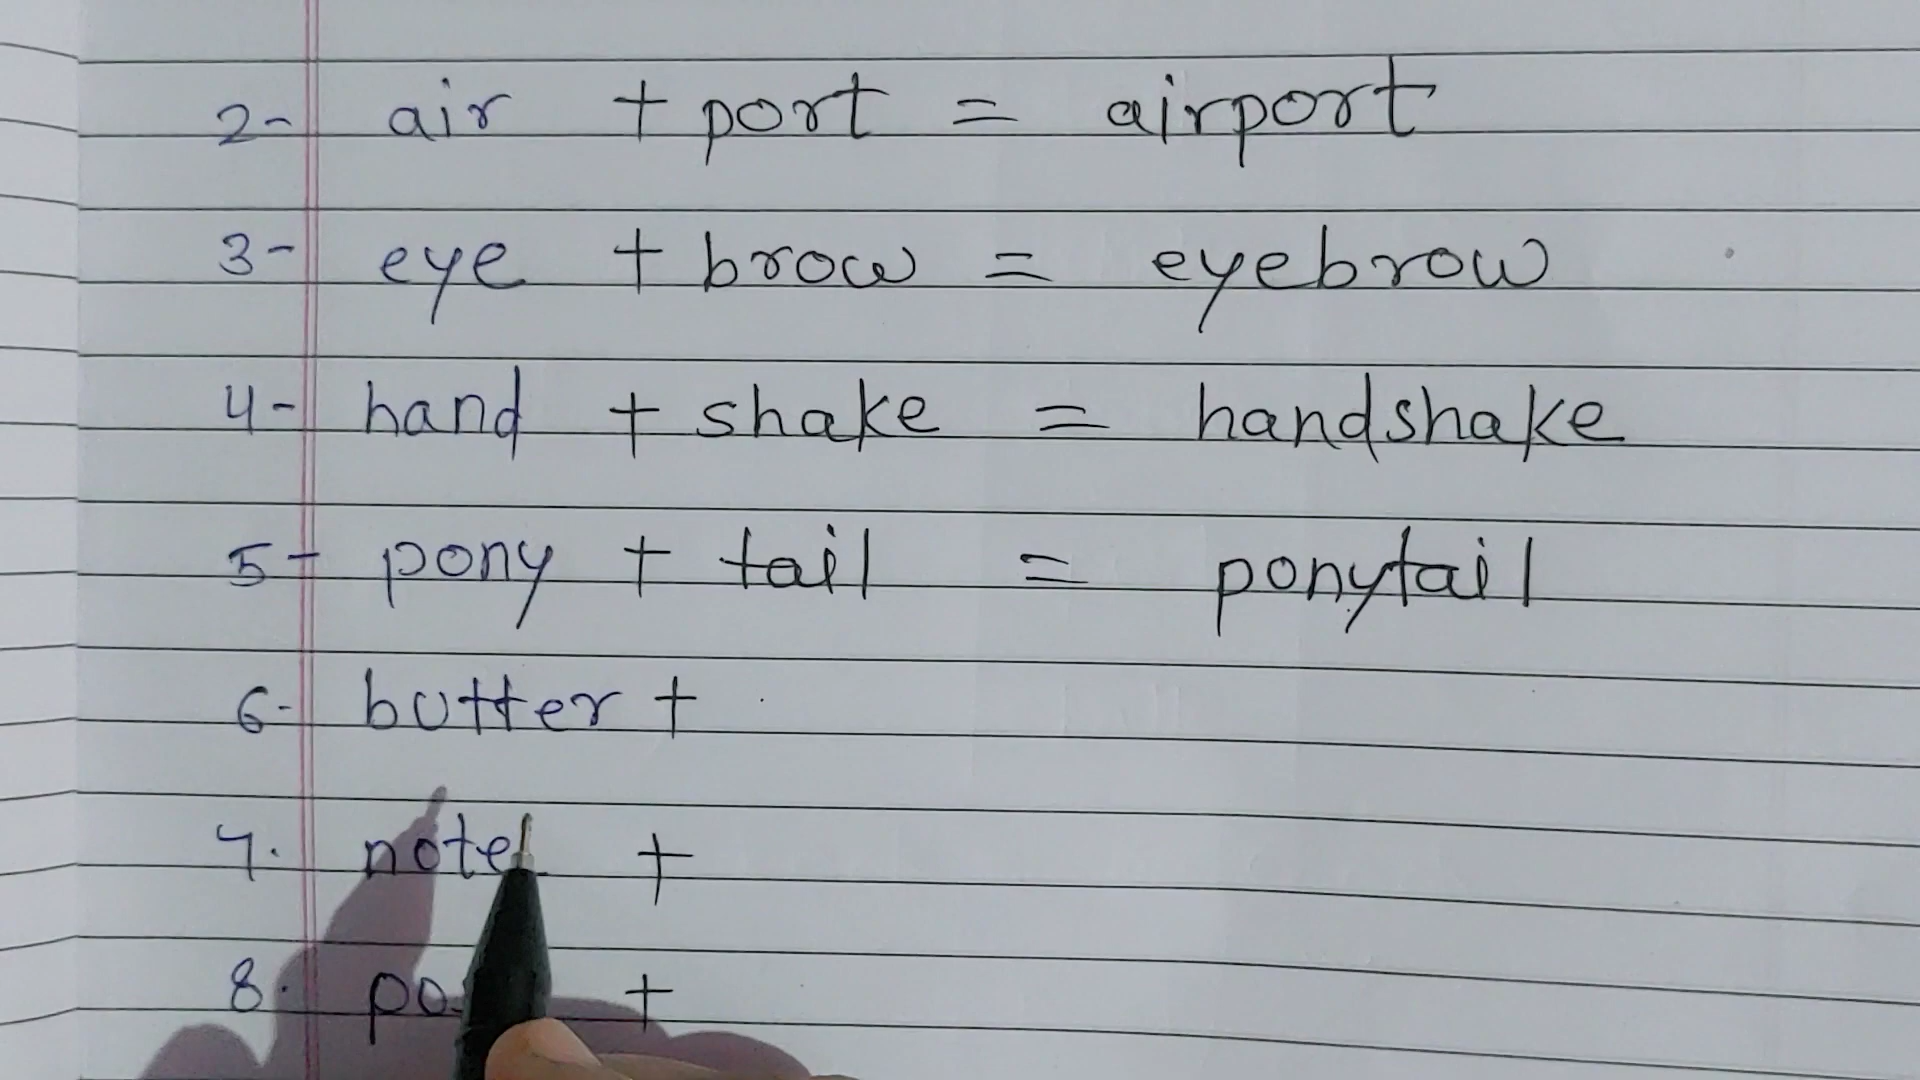 2- air + port = airport
3- eye + brow = eyebrow
4- hand + shake = handshake
5- pony + tail = ponytail
6- butter +
7. note +
8. +